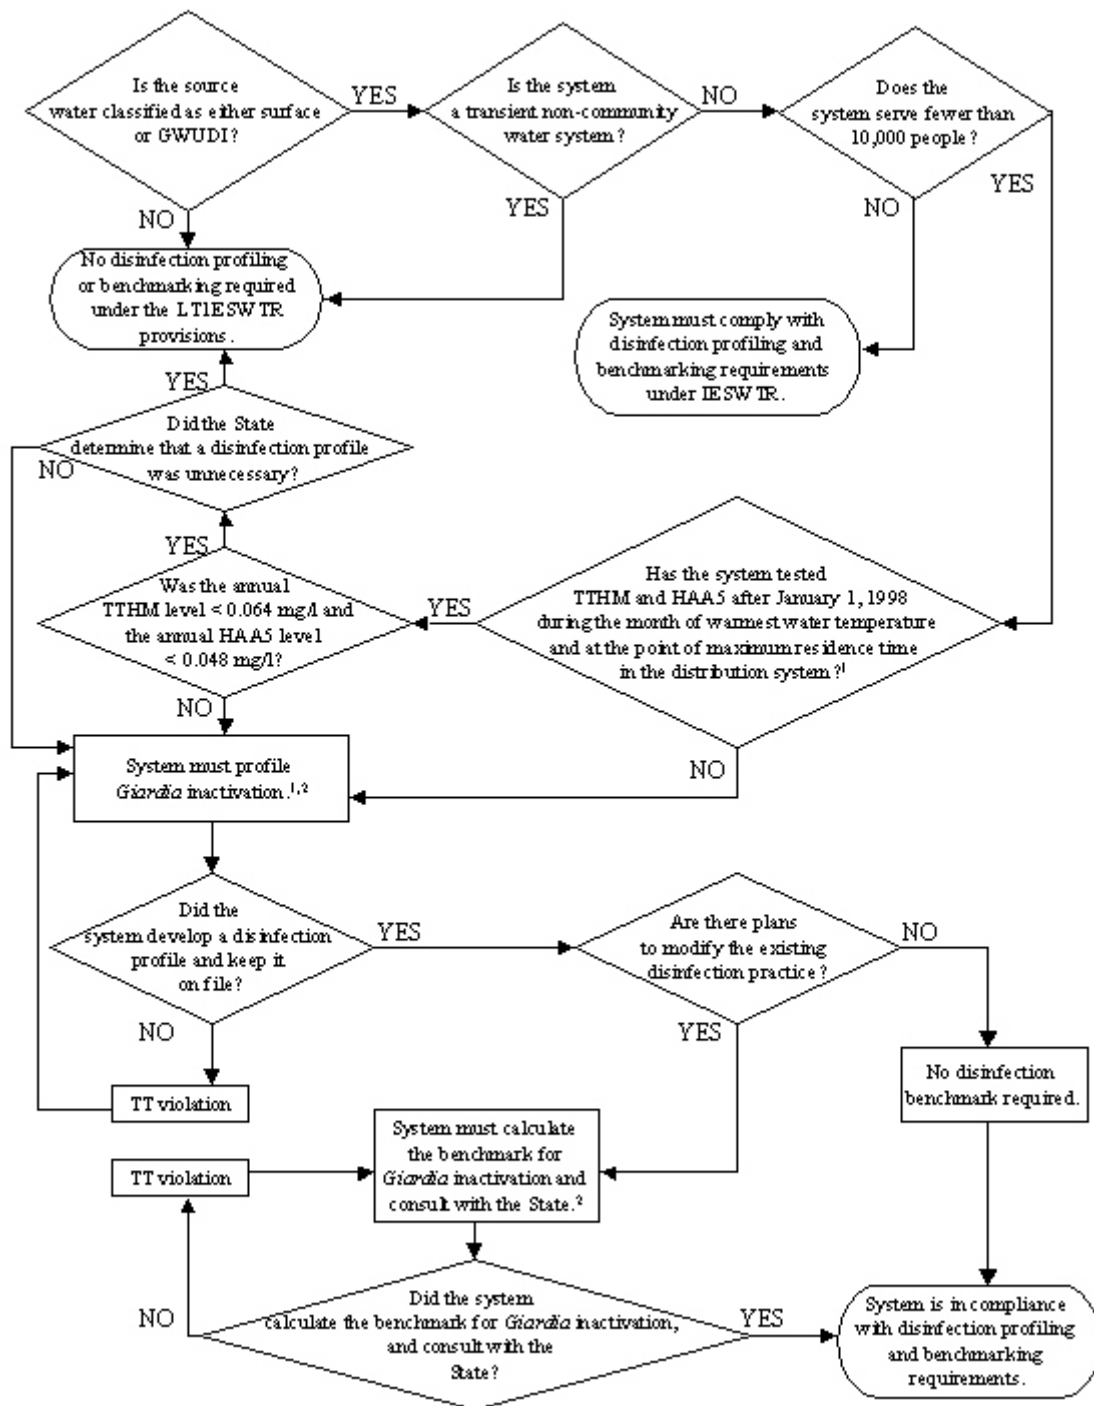 Is the source
water classified as either surface
or GWUDI?
YES
Is the system
a transient non-community
water system?
NO
Does the
system serve fewer than
10,000 people?
NO
YES
NO
YES
No disinfection profiling
or benchmarking required
under the LT1ESWTR
provisions.
System must comply with
disinfection profiling and
benchmarking requirements
under IESWTR.
YES
Did the State
determine that a disinfection profile
was unnecessary?
NO
YES
Was the annual
TTHM level < 0.064 mg/l and
the annual HAA5 level
< 0.048 mg/l?
YES
Has the system tested
TTHM and HAA5 after January 1, 1998
during the month of warmest water temperature
and at the point of maximum residence time
in the distribution system?¹
NO
NO
System must profile
Giardia inactivation.¹,²
Did the
system develop a disinfection
profile and keep it
on file?
YES
Are there plans
to modify the existing
disinfection practice?
NO
NO
YES
TT violation
No disinfection
benchmark required.
System must calculate
the benchmark for
Giardia inactivation and
consult with the State.²
TT violation
NO
Did the system
calculate the benchmark for Giardia inactivation,
and consult with the
State?
YES
System is in compliance
with disinfection profiling
and benchmarking
requirements.